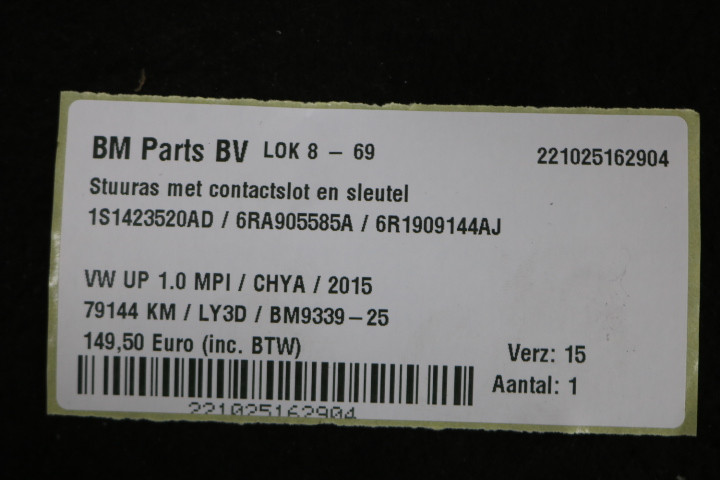 BM Parts BV LOK 8 - 69
221025162904
Stuuras met contactslot en sleutel
1S1423520AD / 6RA905585A / 6R1909144AJ
VW UP 1.0 MPI / CHYA / 2015
79144 KM / LY3D / BM9339-25
149,50 Euro (inc. BTW)
Verz: 15
Aantal: 1
221025162904